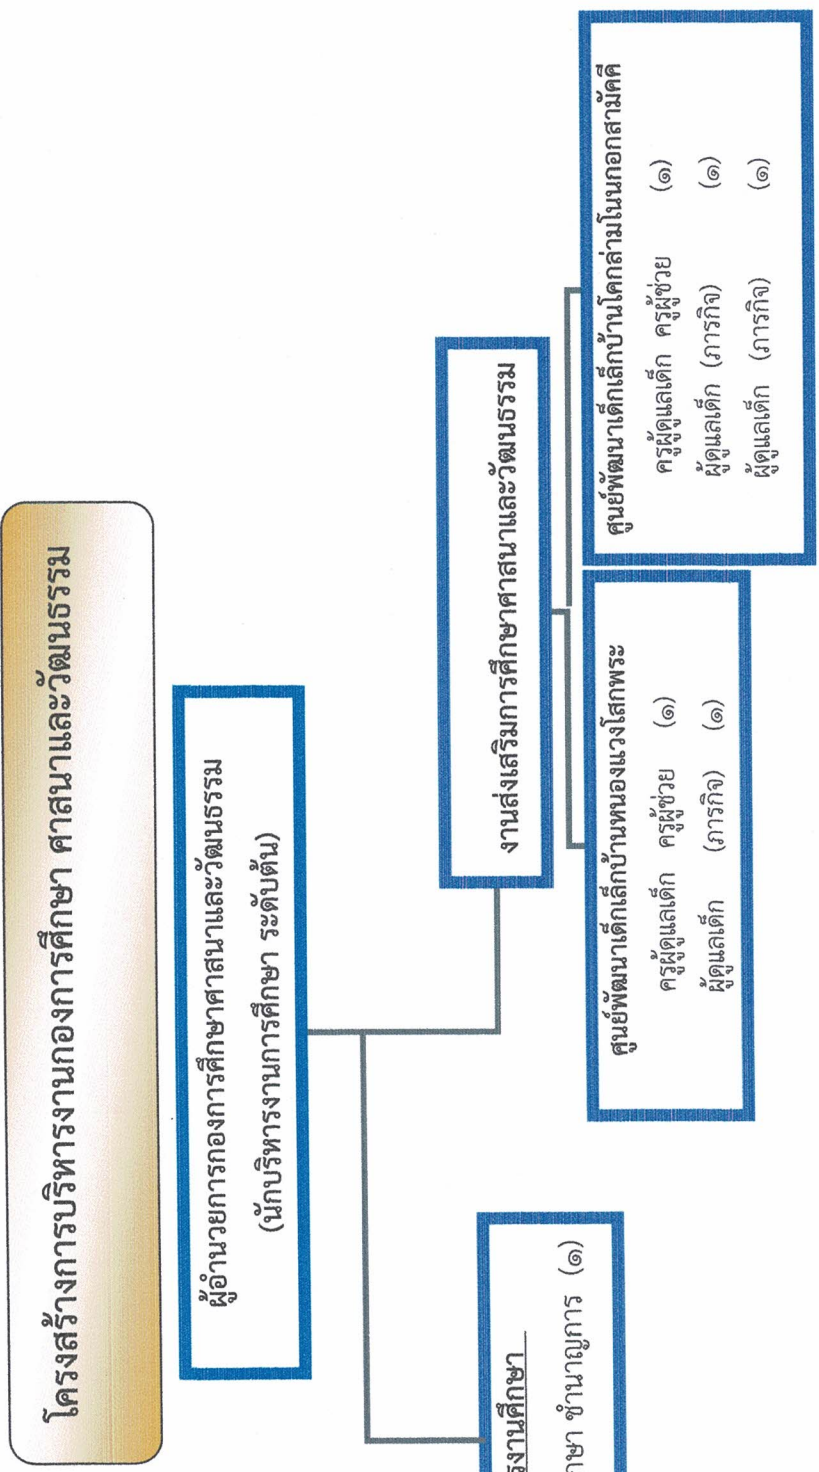 โครงสร้างการบริหารงานกองการศึกษา ศาสนาและวัฒนธรรม
ผู้อำนวยการกองการศึกษาศาสนาและวัฒนธรรม
(นักบริหารงานการศึกษา ระดับต้น)
รงานศึกษา
กษา ชำนาญการ (๑)
งานส่งเสริมการศึกษาศาสนาและวัฒนธรรม
ศูนย์พัฒนาเด็กเล็กบ้านหนองแวงโสกพระ
ครูผู้ดูแลเด็ก ครูผู้ช่วย (๑)
ผู้ดูแลเด็ก (ภารกิจ) (๑)
ศูนย์พัฒนาเด็กเล็กบ้านโคกล่ามโนนกอกสามัคคี
ครูผู้ดูแลเด็ก ครูผู้ช่วย (๑)
ผู้ดูแลเด็ก (ภารกิจ) (๑)
ผู้ดูแลเด็ก (ภารกิจ) (๑)